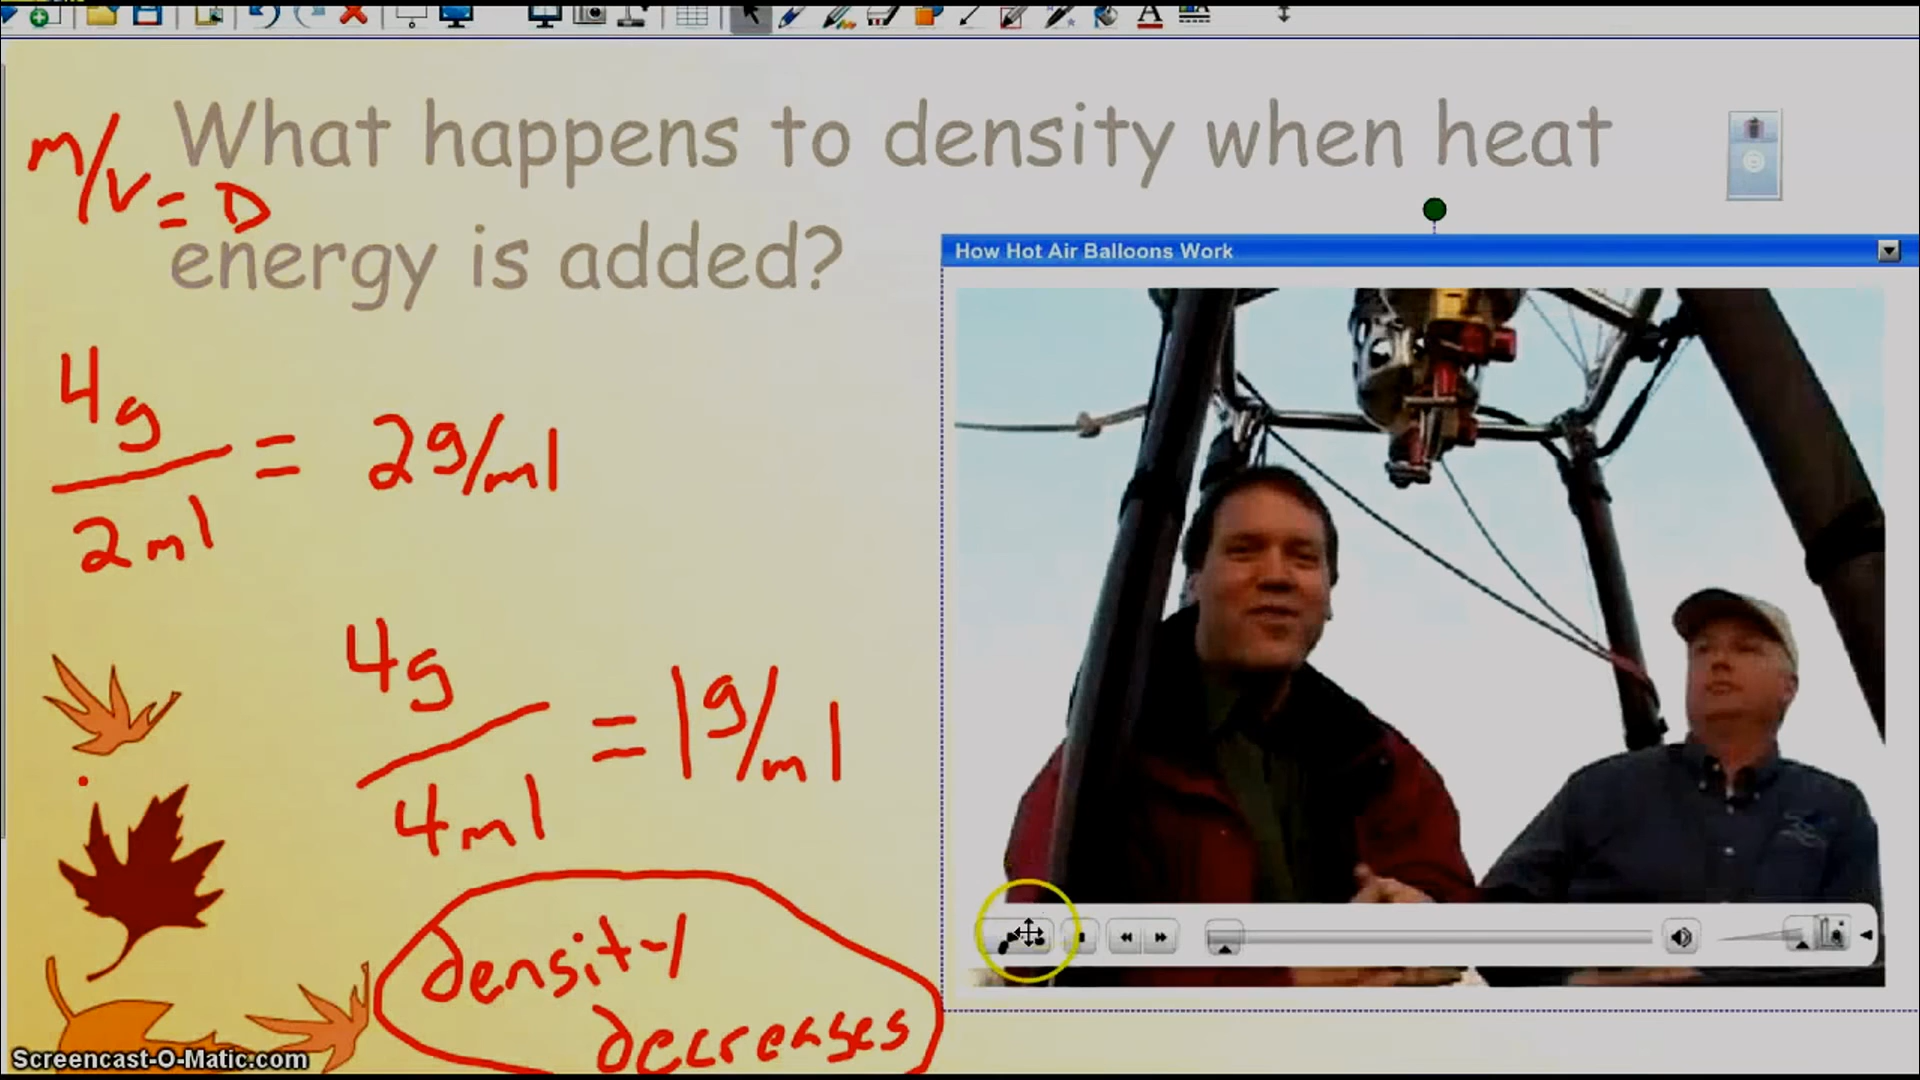 What happens to density when heat
energy is added?
m/v = D
How Hot Air Balloons Work
4g
2ml
= 2g/ml
4g
4ml
= 1g/ml
density
decreases
Screencast-O-Matic.com